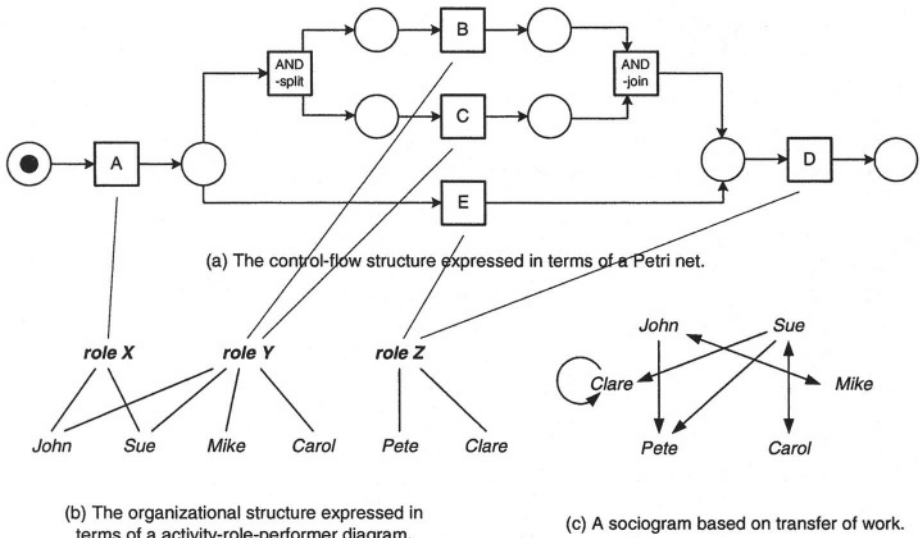 B
AND
-split
AND
-join
C
A
D
E
(a) The control-flow structure expressed in terms of a Petri net.
role X
role Y
role Z
John
Sue
Mike
Carol
Pete
Clare
John
Sue
Clare
Mike
Pete
Carol
(b) The organizational structure expressed in
terms of a activity-role-performer diagram.
(c) A sociogram based on transfer of work.